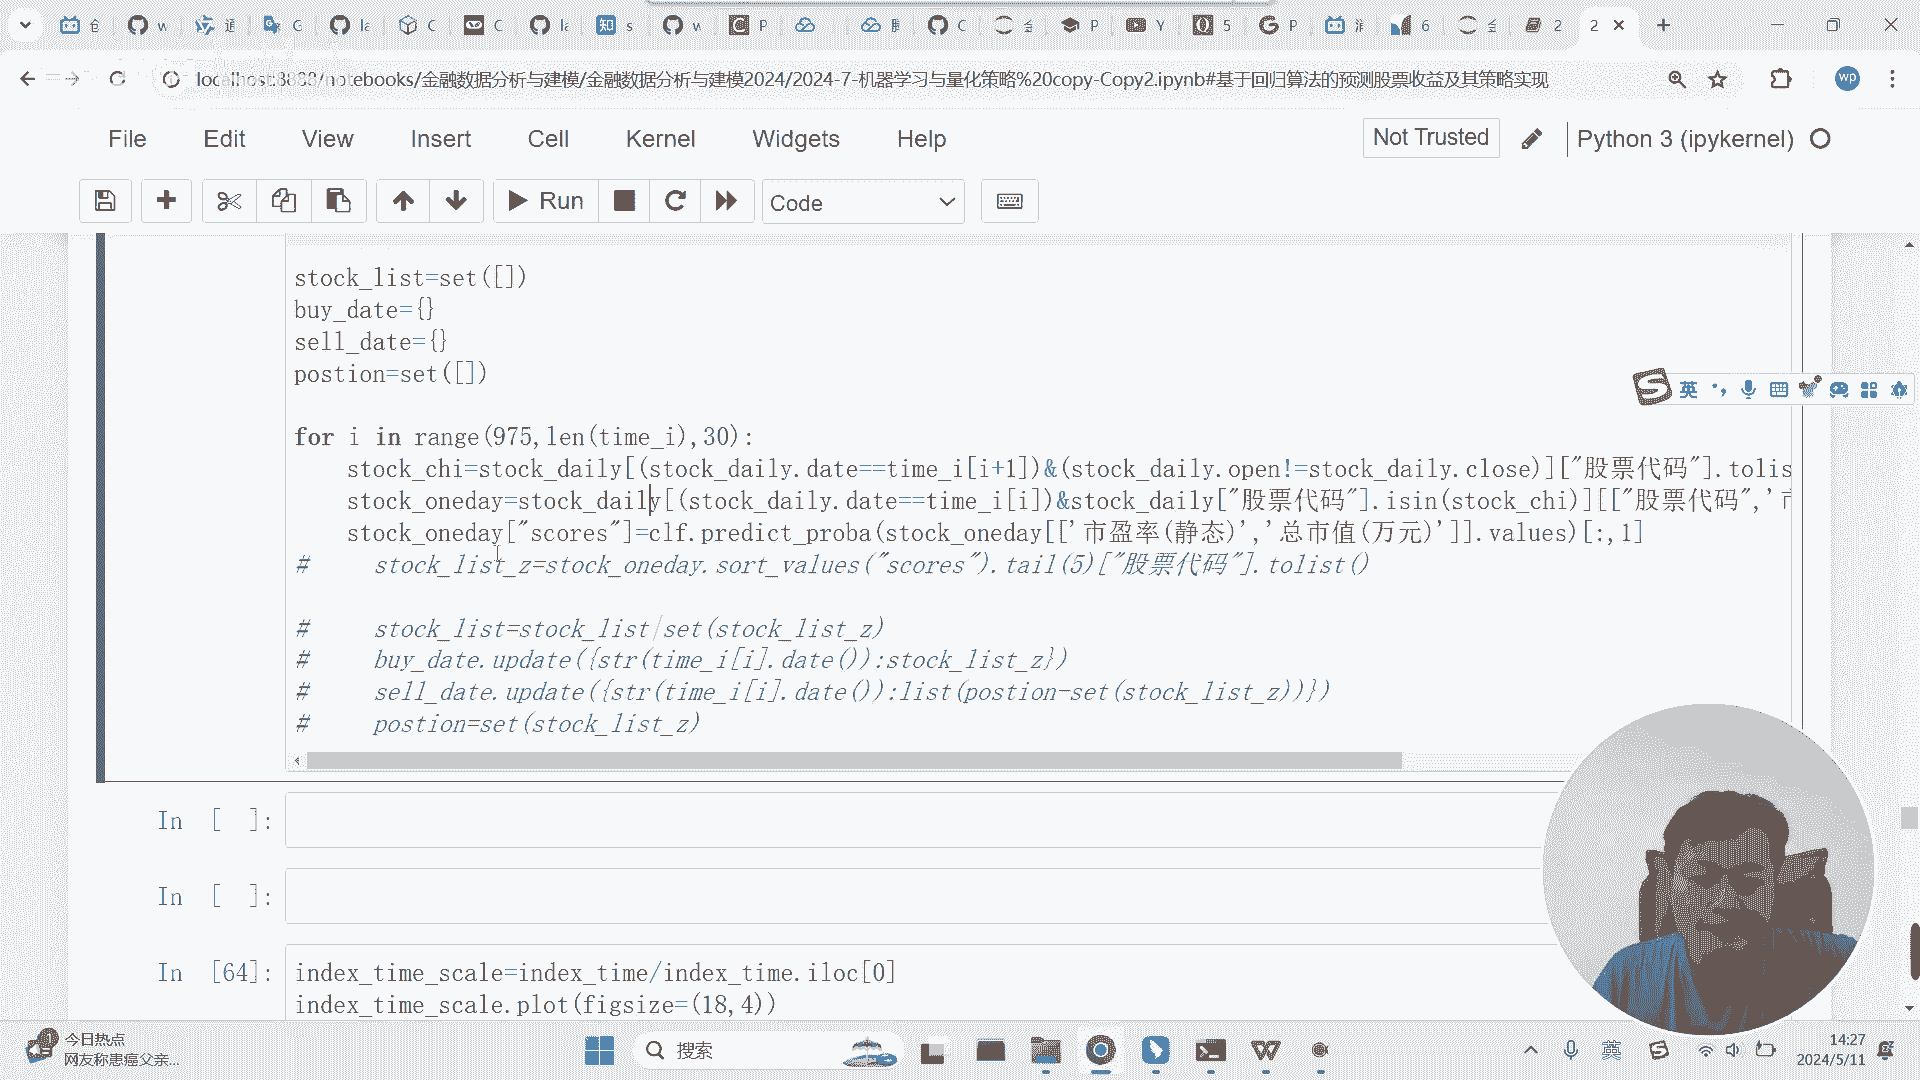 localhost:8888/notebooks/金融数据分析与建模/金融数据分析与建模2024/2024-7-机器学习与量化策略%20copy-Copy2.ipynb#基于回归算法的预测股票收益及其策略实现
wp
File Edit View Insert Cell Kernel Widgets Help Not Trusted Python 3 (ipykernel)
Run Code
stock_list=set([])
buy_date={}
sell_date={}
postion=set([])
英
for i in range(975,len(time_i),30):
stock_chi=stock_daily[(stock_daily.date==time_i[i+1])&(stock_daily.open!=stock_daily.close)]["股票代码"].tolis
stock_oneday=stock_daily[(stock_daily.date==time_i[i])&stock_daily["股票代码"].isin(stock_chi)][["股票代码",'市
stock_oneday["scores"]=clf.predict_proba(stock_oneday[['市盈率(静态)','总市值(万元)']].values)[:,1]
# stock_list_z=stock_oneday.sort_values("scores").tail(5)["股票代码"].tolist()
# stock_list=stock_list|set(stock_list_z)
# buy_date.update({str(time_i[i].date()):stock_list_z})
# sell_date.update({str(time_i[i].date()):list(postion-set(stock_list_z))})
# postion=set(stock_list_z)
In [ ]:
In [ ]:
In [64]: index_time_scale=index_time/index_time.iloc[0]
index_time_scale.plot(figsize=(18,4))
今日热点
网友称患癌父亲...
搜索
英
14:27
2024/5/11